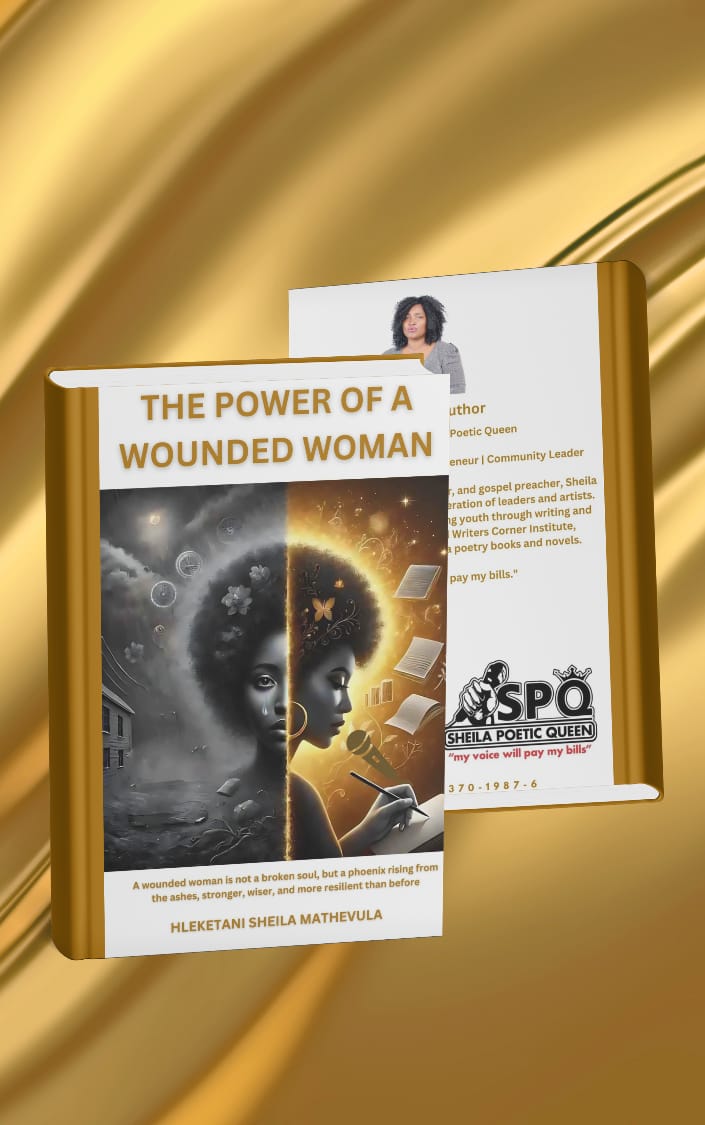 THE POWER OF A
WOUNDED WOMAN
A wounded woman is not a broken soul, but a phoenix rising from
the ashes, stronger, wiser, and more resilient than before
HLEKETANI SHEILA MATHEVULA
Poetic Queen
Community Leader
and gospel preacher, Sheila
of leaders and artists.
youth through writing and
Writers Corner Institute,
poetry books and novels.
pay my bills."
SPQ
SHEILA POETIC QUEEN
"my voice will pay my bills"
370-1987-6